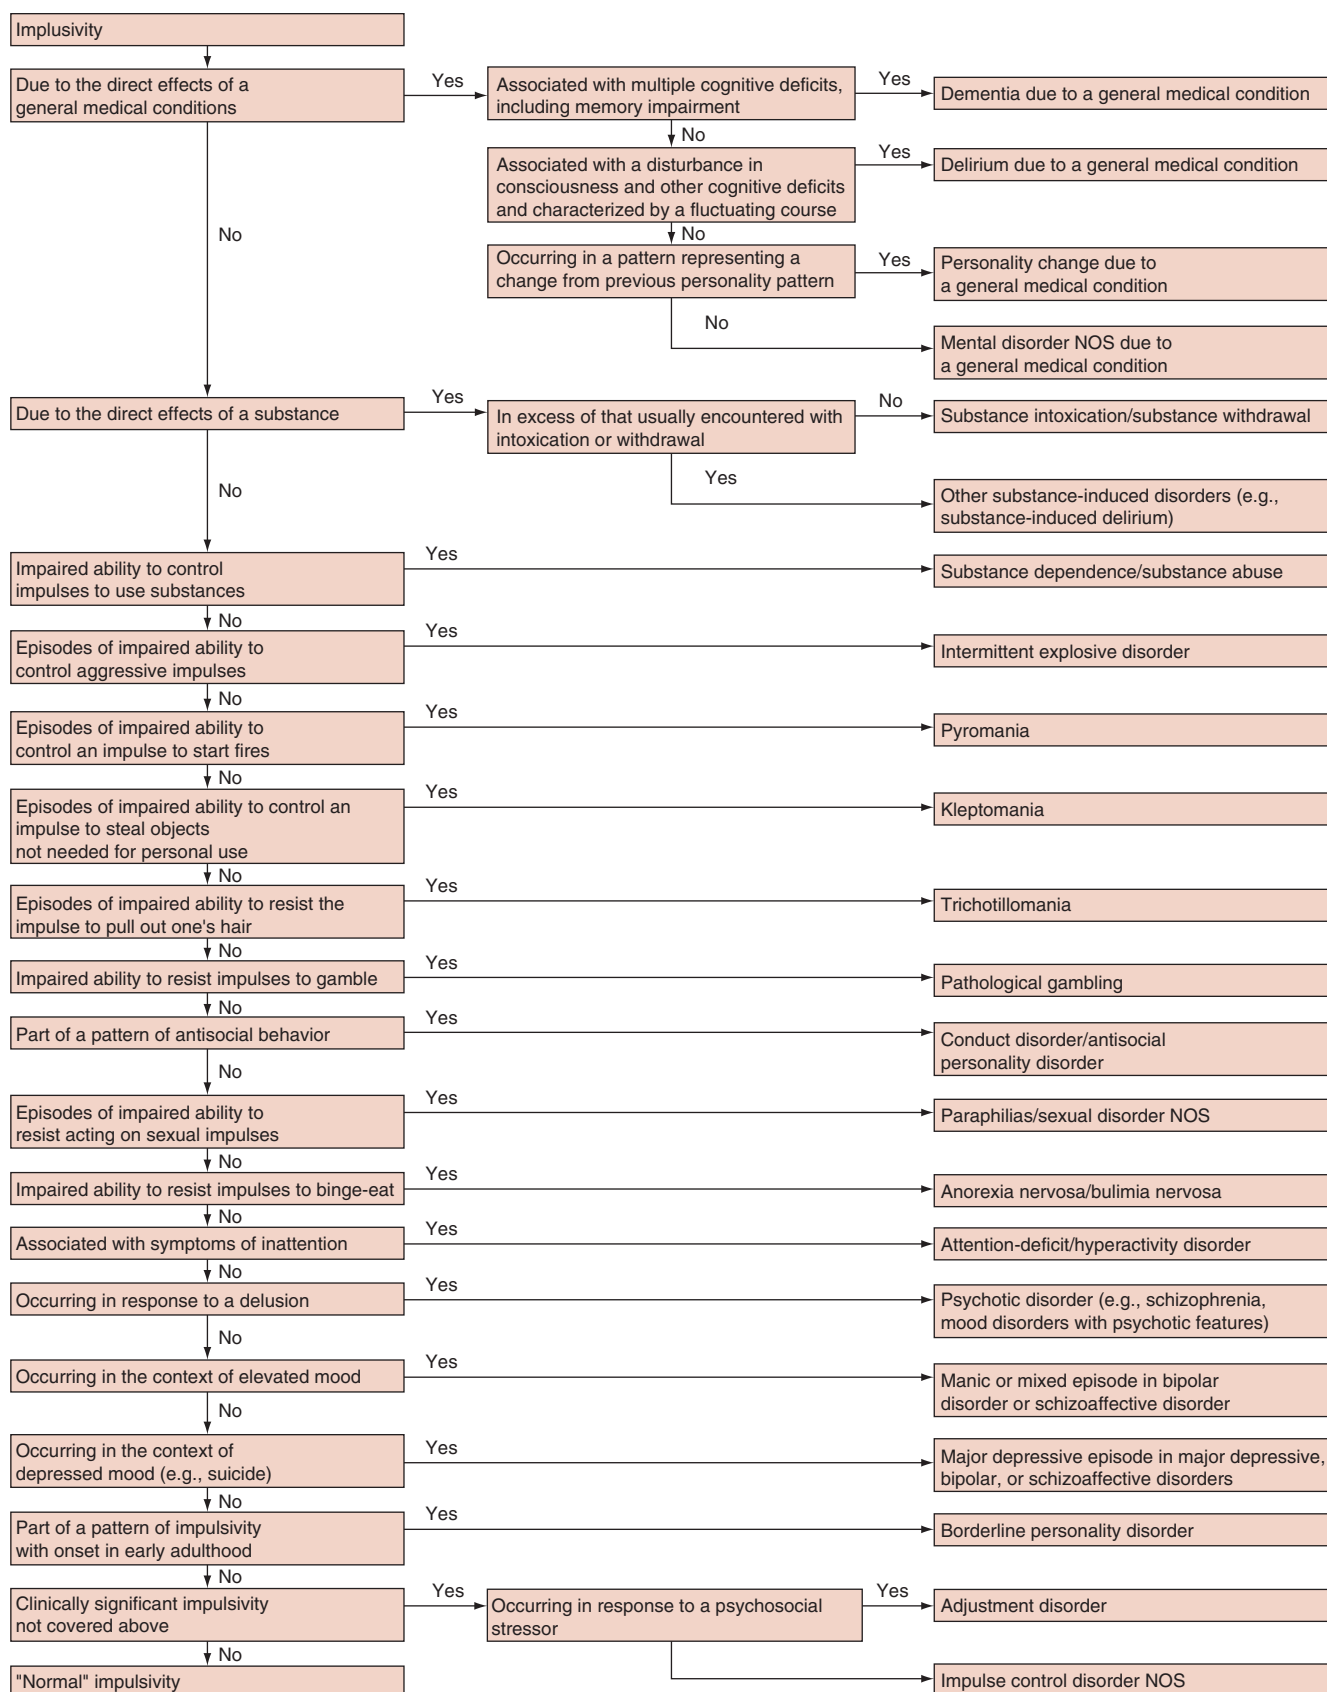 Implusivity
Due to the direct effects of a
general medical conditions
Yes
Associated with multiple cognitive deficits,
including memory impairment
Yes
Dementia due to a general medical condition
No
Associated with a disturbance in
consciousness and other cognitive deficits
and characterized by a fluctuating course
Yes
Delirium due to a general medical condition
No
No
Occurring in a pattern representing a
change from previous personality pattern
Yes
Personality change due to
a general medical condition
No
Mental disorder NOS due to
a general medical condition
Due to the direct effects of a substance
Yes
In excess of that usually encountered with
intoxication or withdrawal
No
Substance intoxication/substance withdrawal
Yes
Other substance-induced disorders (e.g.,
substance-induced delirium)
No
Impaired ability to control
impulses to use substances
Yes
Substance dependence/substance abuse
No
Episodes of impaired ability to
control aggressive impulses
Yes
Intermittent explosive disorder
No
Episodes of impaired ability to
control an impulse to start fires
Yes
Pyromania
No
Episodes of impaired ability to control an
impulse to steal objects
not needed for personal use
Yes
Kleptomania
No
Episodes of impaired ability to resist the
impulse to pull out one's hair
Yes
Trichotillomania
No
Impaired ability to resist impulses to gamble
Yes
Pathological gambling
No
Part of a pattern of antisocial behavior
Yes
Conduct disorder/antisocial
personality disorder
No
Episodes of impaired ability to
resist acting on sexual impulses
Yes
Paraphilias/sexual disorder NOS
No
Impaired ability to resist impulses to binge-eat
Yes
Anorexia nervosa/bulimia nervosa
No
Associated with symptoms of inattention
Yes
Attention-deficit/hyperactivity disorder
No
Occurring in response to a delusion
Yes
Psychotic disorder (e.g., schizophrenia,
mood disorders with psychotic features)
No
Occurring in the context of elevated mood
Yes
Manic or mixed episode in bipolar
disorder or schizoaffective disorder
No
Occurring in the context of
depressed mood (e.g., suicide)
Yes
Major depressive episode in major depressive,
bipolar, or schizoaffective disorders
No
Part of a pattern of impulsivity
with onset in early adulthood
Yes
Borderline personality disorder
No
Clinically significant impulsivity
not covered above
Yes
Occurring in response to a psychosocial
stressor
Yes
Adjustment disorder
No
"Normal" impulsivity
Impulse control disorder NOS